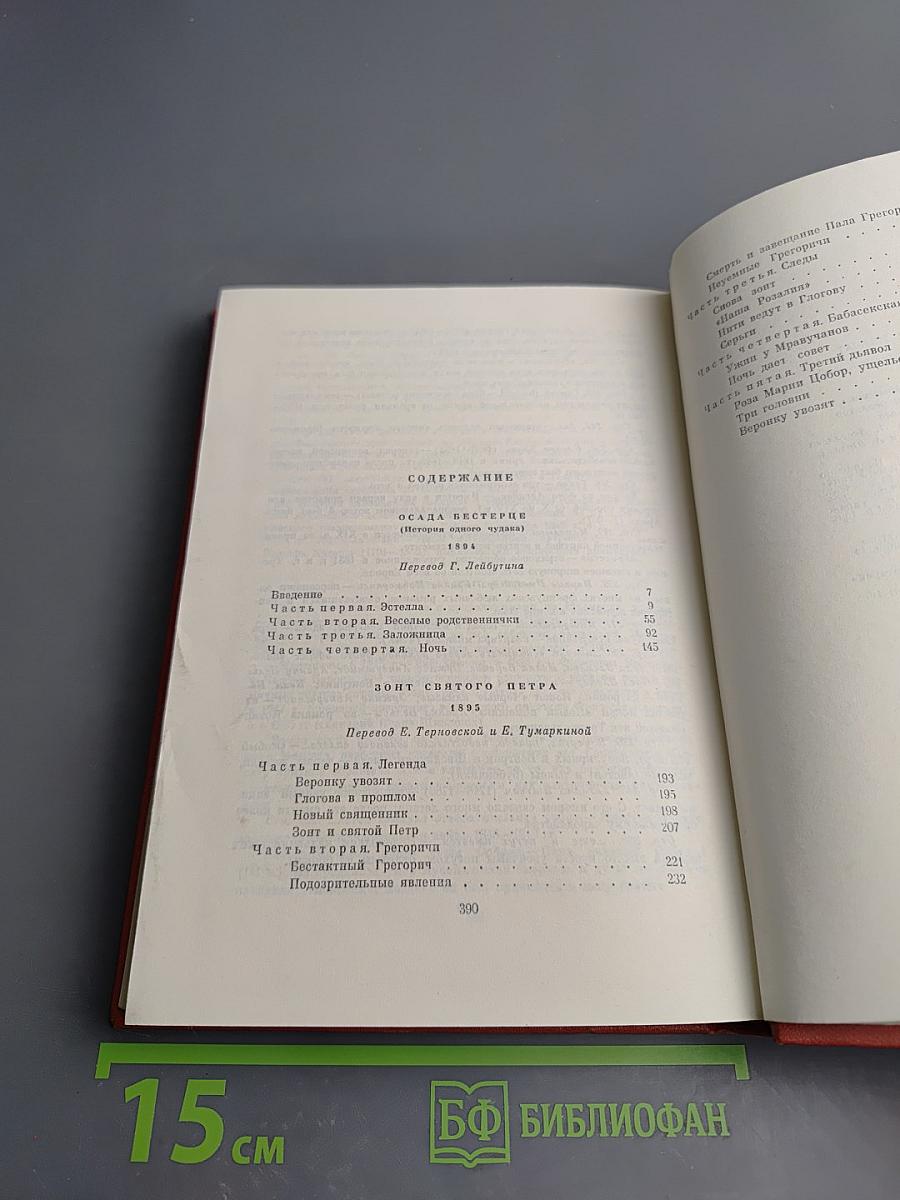 СОДЕРЖАНИЕ
ОСАДА БЕСТЕРЦЕ
(История одного чудака)
1894
Перевод Г. Лейбутина
Введение . . . . . . . . . . . . . . . . . . . 7
Часть первая. Эстелла . . . . . . . . . . . . . . 9
Часть вторая. Веселые родственнички . . . . . . . 55
Часть третья. Заложница . . . . . . . . . . . . . 92
Часть четвертая. Ночь . . . . . . . . . . . . . 145
ЗОНТ СВЯТОГО ПЕТРА
1895
Перевод Е. Терновской и Е. Тумаркиной
Часть первая. Легенда
Веронку увозят . . . . . . . . . . . . . . . 193
Глогова в прошлом . . . . . . . . . . . . . . 195
Новый священник . . . . . . . . . . . . . . . 198
Зонт и святой Петр . . . . . . . . . . . . . . 207
Часть вторая. Грегоричи
Бестактный Грегорич . . . . . . . . . . . . . 221
Подозрительные явления . . . . . . . . . . . . 232
390
Смерть и завещание Пала
Неуемные Грегоричи . . . .
Часть третья. Следы
Снова зонт . . . . . .
«Наша Розалия» . . . . .
Нити ведут в Глогову . . . .
Серьги . . . . . . .
Часть четвертая.
Ужин у Мравучанов . . . .
Ночь дает совет . . . .
Часть пятая. Третий дьявол
Роза Марии Цобор,
Три головни . . . . . .
Веронку увозят . . . .
15 см
БФ БИБЛИОФАН